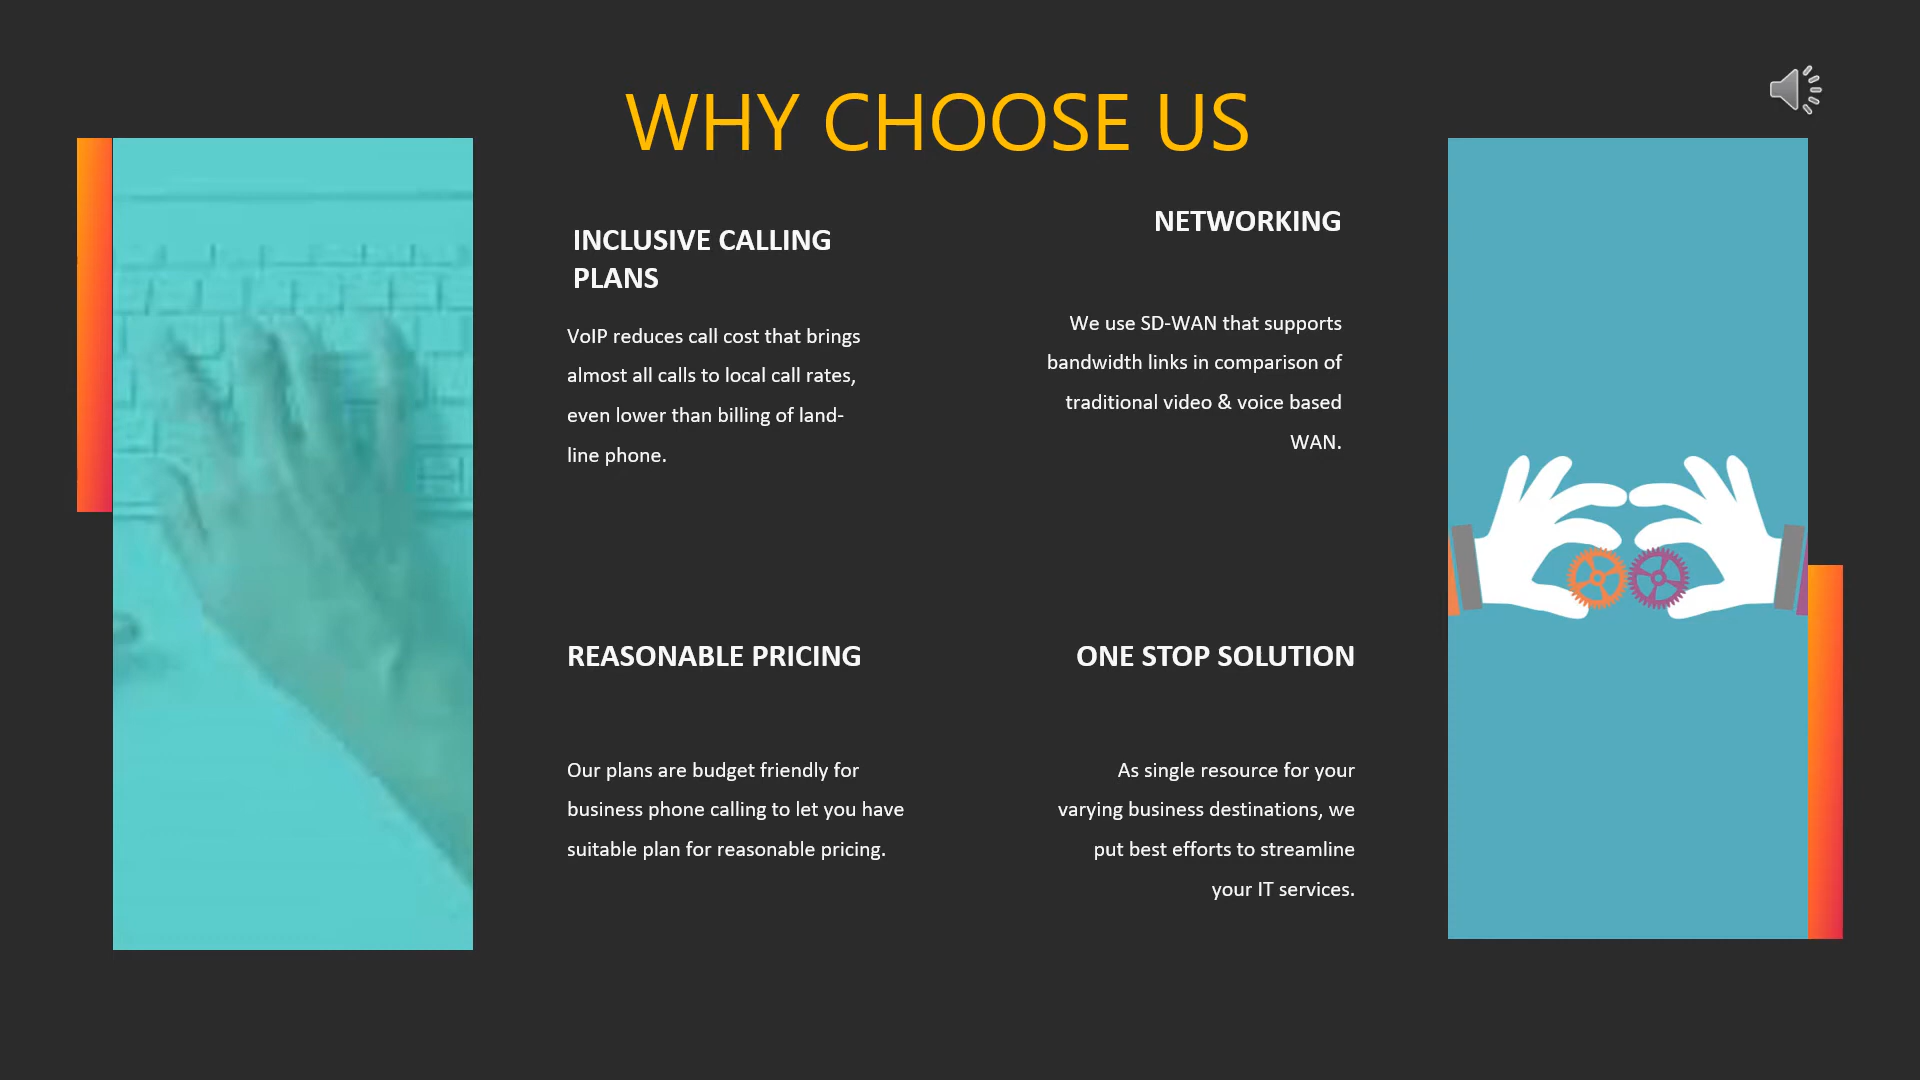 WHY CHOOSE US
INCLUSIVE CALLING
PLANS
VoIP reduces call cost that brings
almost all calls to local call rates,
even lower than billing of land-
line phone.
NETWORKING
We use SD-WAN that supports
bandwidth links in comparison of
traditional video & voice based
WAN.
REASONABLE PRICING
Our plans are budget friendly for
business phone calling to let you have
suitable plan for reasonable pricing.
ONE STOP SOLUTION
As single resource for your
varying business destinations, we
put best efforts to streamline
your IT services.